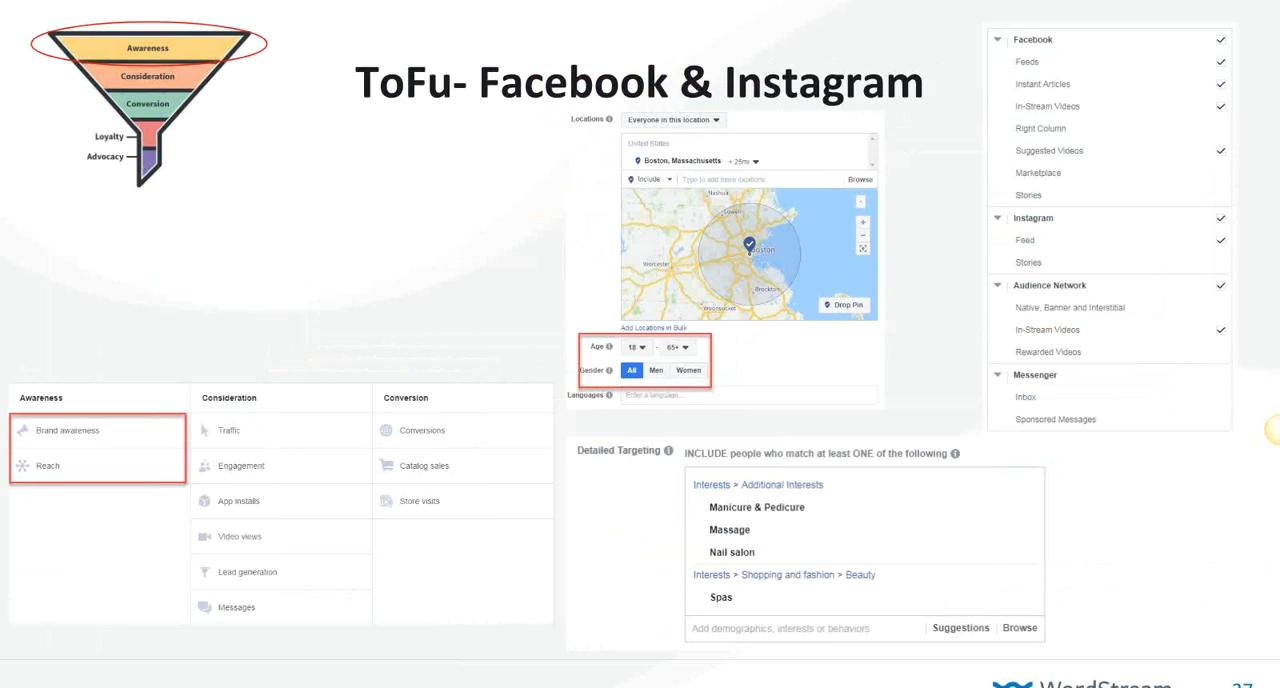 Awareness
Consideration
Conversion
Loyalty
Advocacy
ToFu- Facebook & Instagram
Locations
Everyone in this location
United States
Boston, Massachusetts + 25mi
Include Type to add more locations Browse
Nashua
Lowell
Boston
Worcester
Brockton
Woonsocket
Drop Pin
Add Locations in Bulk
Age 18 - 65+
Gender All Men Women
Languages Enter a language...
Facebook
Feeds
Instant Articles
In-Stream Videos
Right Column
Suggested Videos
Marketplace
Stories
Instagram
Feed
Stories
Audience Network
Native, Banner and Interstitial
In-Stream Videos
Rewarded Videos
Messenger
Inbox
Sponsored Messages
Awareness Consideration Conversion
Brand awareness Traffic Conversions
Reach Engagement Catalog sales
App installs Store visits
Video views
Lead generation
Messages
Detailed Targeting INCLUDE people who match at least ONE of the following
Interests > Additional Interests
Manicure & Pedicure
Massage
Nail salon
Interests > Shopping and fashion > Beauty
Spas
Add demographics, interests or behaviors Suggestions Browse
WordStream 27